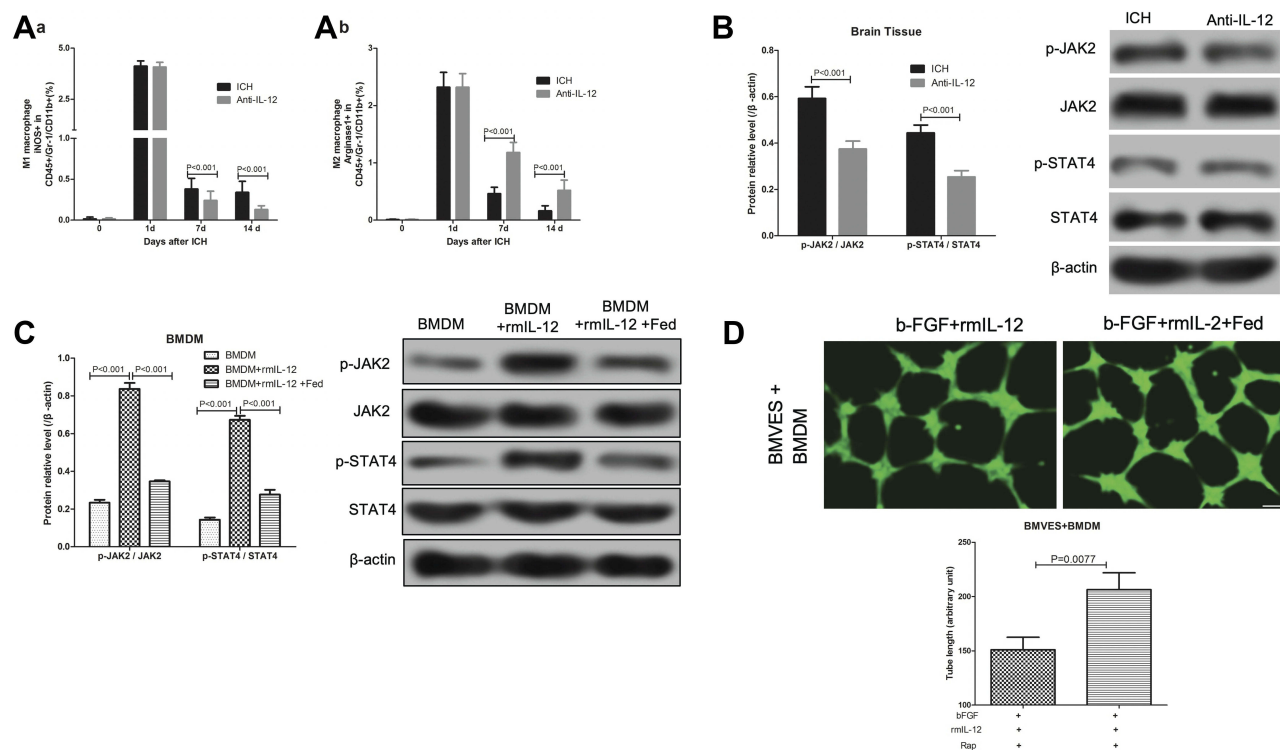 Aa
M1 macrophage
iNOS+ in
CD45+/Gr-1/CD11b+(%)
5.0
2.5
1.0
0.5
0.0
ICH
Anti-IL-12
P<0.001
P<0.001
0
1d
7d
14 d
Days after ICH
Ab
M2 macrophage
Arginase1+ in
CD45+/Gr-1/CD11b+(%)
3
2
1
0
ICH
Anti-IL-12
P<0.001
P<0.001
0
1d
7d
14 d
Days after ICH
B
Brain Tissue
Protein relative level (/β -actin)
0.8
0.6
0.4
0.2
0.0
P<0.001
ICH
Anti-IL-12
P<0.001
p-JAK2 / JAK2
p-STAT4 / STAT4
ICH
Anti-IL-12
p-JAK2
JAK2
p-STAT4
STAT4
β-actin
C
BMDM
Protein relative level (/β -actin)
1.0
0.8
0.6
0.4
0.2
0.0
BMDM
BMDM+rmIL-12
BMDM+rmIL-12 +Fed
P<0.001
P<0.001
P<0.001
P<0.001
p-JAK2 / JAK2
p-STAT4 / STAT4
BMDM
BMDM
+rmIL-12
BMDM
+rmIL-12 +Fed
p-JAK2
JAK2
p-STAT4
STAT4
β-actin
D
b-FGF+rmIL-12
b-FGF+rmIL-2+Fed
BMVES +
BMDM
BMVES+BMDM
Tube length (arbitrary unit)
250
200
150
100
P=0.0077
bFGF + +
rmIL-12 + +
Rap + +